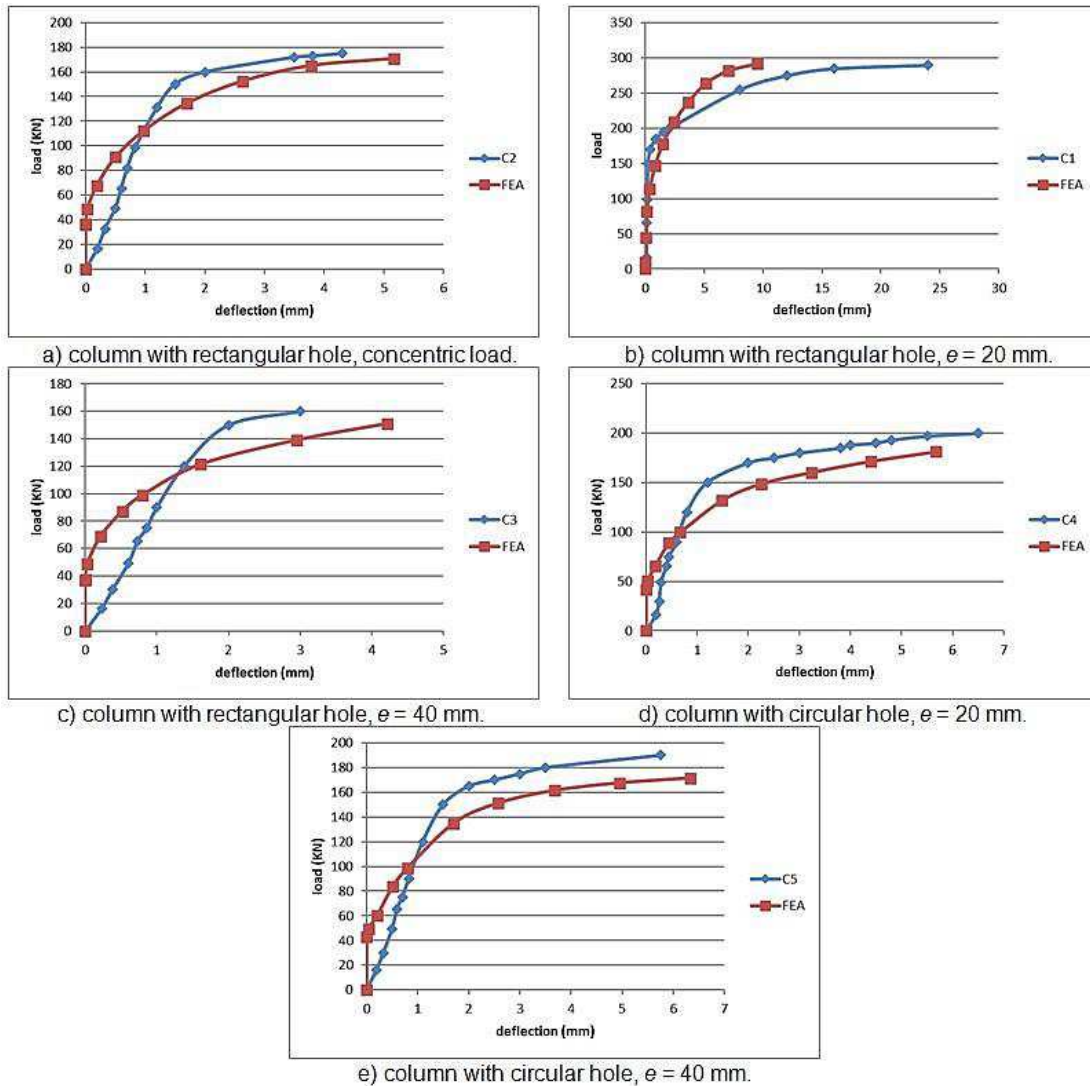 200
180
160
140
120
100
80
60
40
20
0
load (KN)
0 1 2 3 4 5 6
deflection (mm)
C2
FEA
a) column with rectangular hole, concentric load.
350
300
250
200
150
100
50
0
load
0 5 10 15 20 25 30
deflection (mm)
C1
FEA
b) column with rectangular hole, e = 20 mm.
180
160
140
120
100
80
60
40
20
0
load (KN)
0 1 2 3 4 5
deflection (mm)
C3
FEA
c) column with rectangular hole, e = 40 mm.
250
200
150
100
50
0
load (KN)
0 1 2 3 4 5 6 7
deflection (mm)
C4
FEA
d) column with circular hole, e = 20 mm.
200
180
160
140
120
100
80
60
40
20
0
load (KN)
0 1 2 3 4 5 6 7
deflection (mm)
C5
FEA
e) column with circular hole, e = 40 mm.